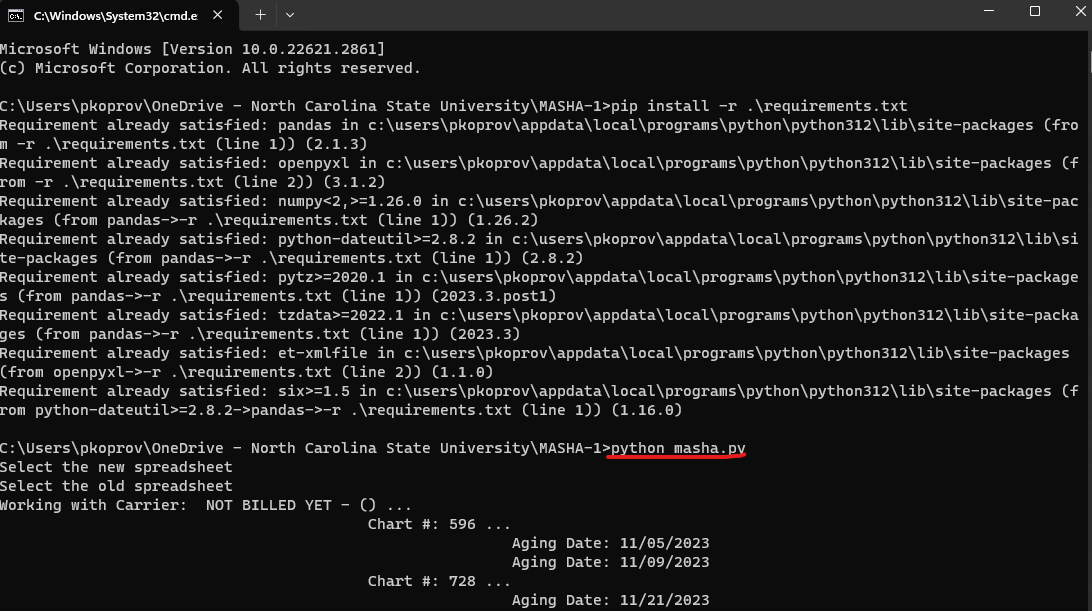 C:\Windows\System32\cmd.e
Microsoft Windows [Version 10.0.22621.2861]
(c) Microsoft Corporation. All rights reserved.
C:\Users\pkoprov\OneDrive - North Carolina State University\MASHA-1>pip install -r .\requirements.txt
Requirement already satisfied: pandas in c:\users\pkoprov\appdata\local\programs\python\python312\lib\site-packages (fro
m -r .\requirements.txt (line 1)) (2.1.3)
Requirement already satisfied: openpyxl in c:\users\pkoprov\appdata\local\programs\python\python312\lib\site-packages (f
rom -r .\requirements.txt (line 2)) (3.1.2)
Requirement already satisfied: numpy<2,>=1.26.0 in c:\users\pkoprov\appdata\local\programs\python\python312\lib\site-pac
kages (from pandas->-r .\requirements.txt (line 1)) (1.26.2)
Requirement already satisfied: python-dateutil>=2.8.2 in c:\users\pkoprov\appdata\local\programs\python\python312\lib\si
te-packages (from pandas->-r .\requirements.txt (line 1)) (2.8.2)
Requirement already satisfied: pytz>=2020.1 in c:\users\pkoprov\appdata\local\programs\python\python312\lib\site-package
s (from pandas->-r .\requirements.txt (line 1)) (2023.3.post1)
Requirement already satisfied: tzdata>=2022.1 in c:\users\pkoprov\appdata\local\programs\python\python312\lib\site-packa
ges (from pandas->-r .\requirements.txt (line 1)) (2023.3)
Requirement already satisfied: et-xmlfile in c:\users\pkoprov\appdata\local\programs\python\python312\lib\site-packages
(from openpyxl->-r .\requirements.txt (line 2)) (1.1.0)
Requirement already satisfied: six>=1.5 in c:\users\pkoprov\appdata\local\programs\python\python312\lib\site-packages (f
rom python-dateutil>=2.8.2->pandas->-r .\requirements.txt (line 1)) (1.16.0)
C:\Users\pkoprov\OneDrive - North Carolina State University\MASHA-1>python masha.py
Select the new spreadsheet
Select the old spreadsheet
Working with Carrier:  NOT BILLED YET - () ...
Chart #: 596 ...
Aging Date: 11/05/2023
Aging Date: 11/09/2023
Chart #: 728 ...
Aging Date: 11/21/2023